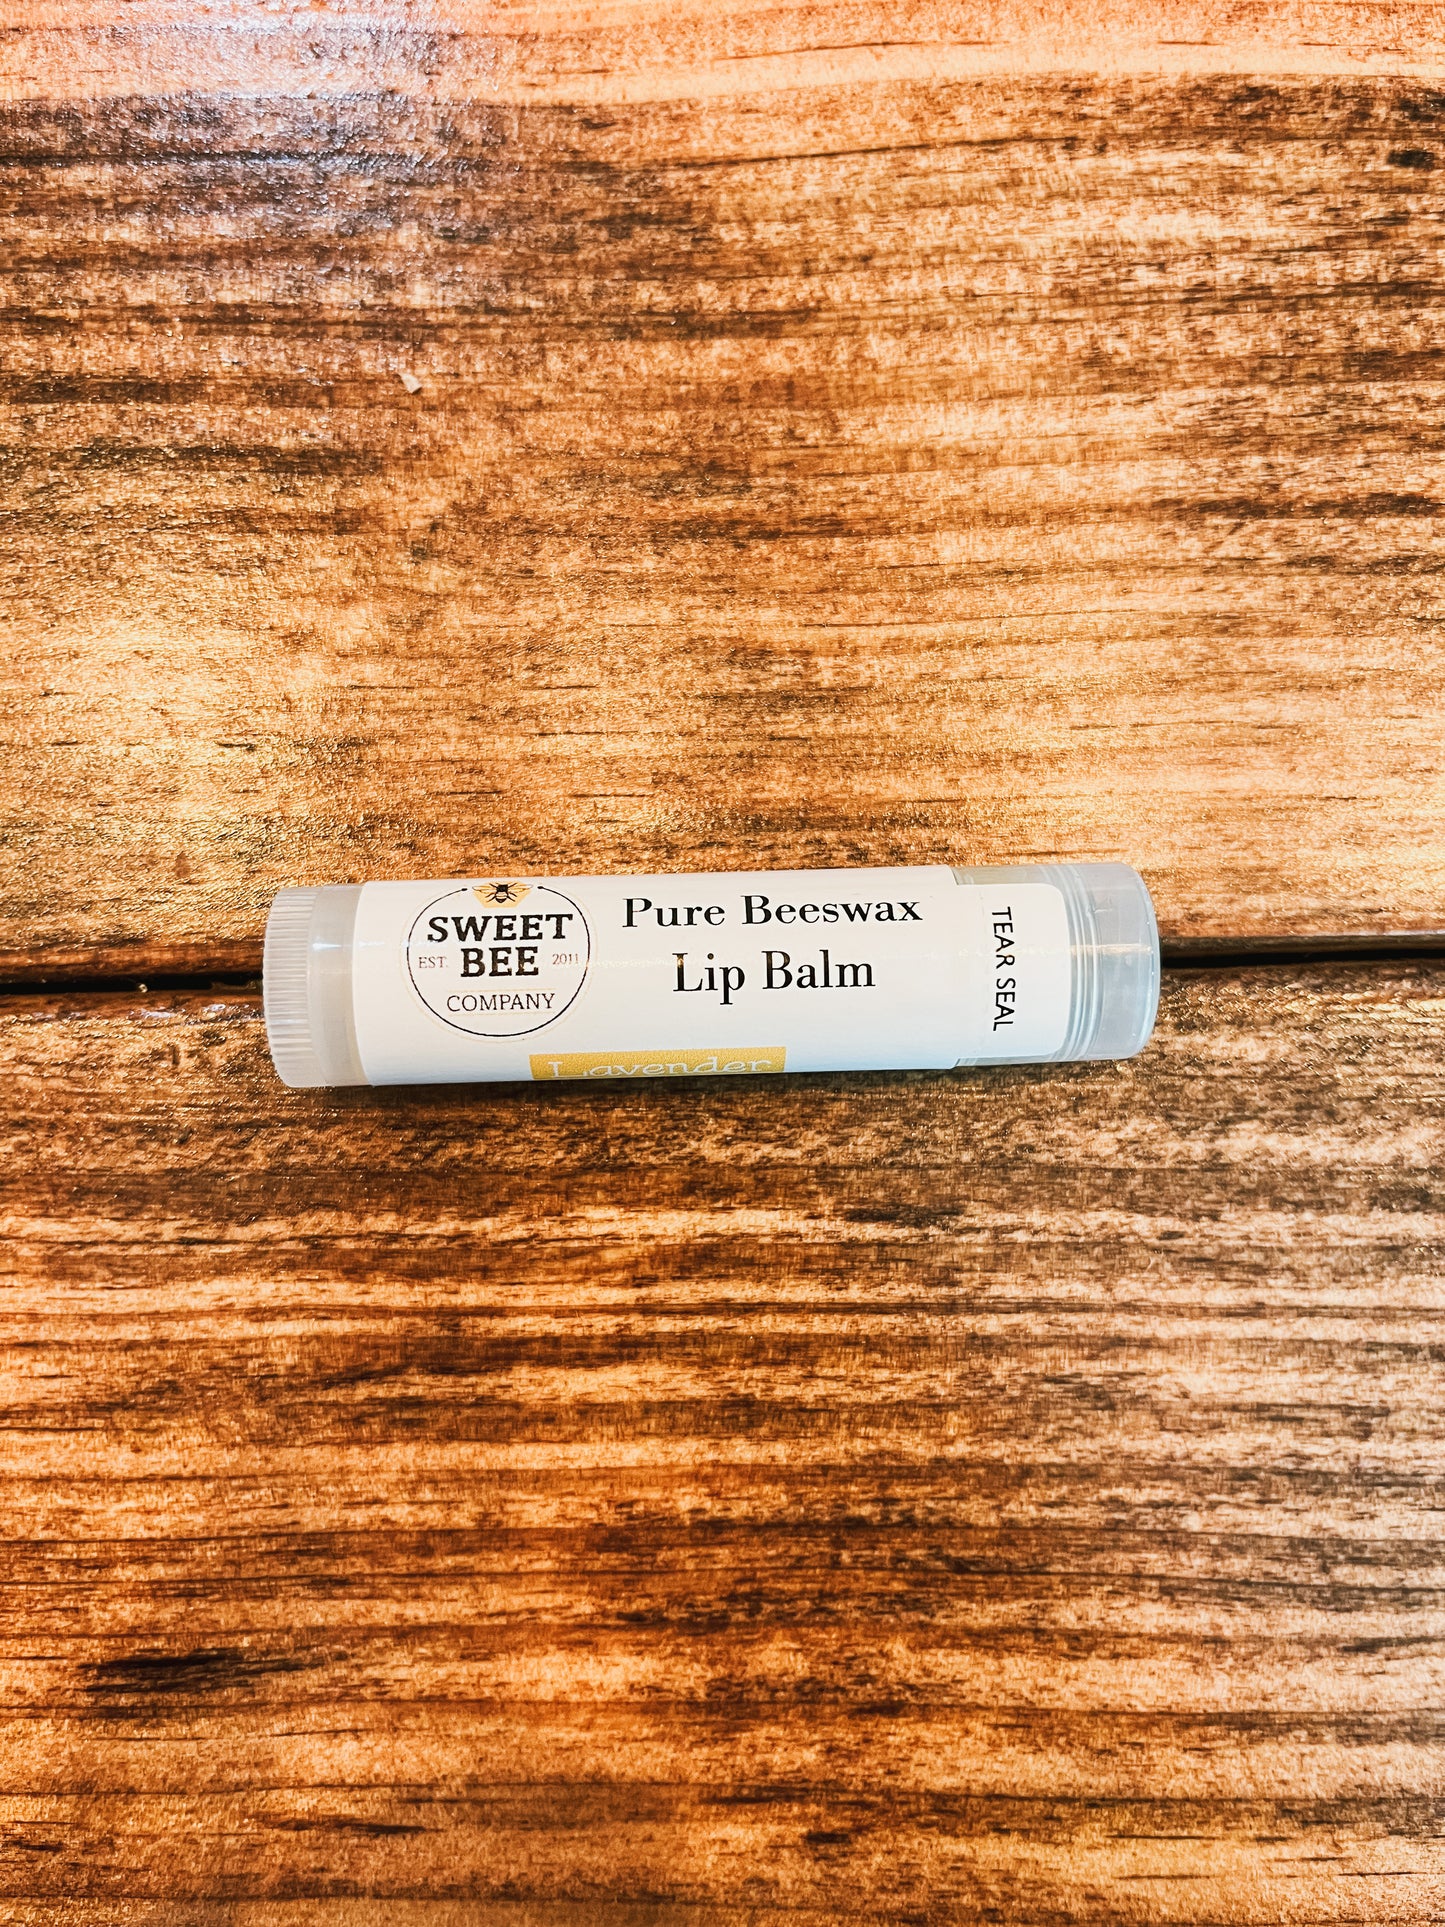 SWEET
EST. BEE 2011
COMPANY
Pure Beeswax
Lip Balm
Lavender
TEAR SEAL